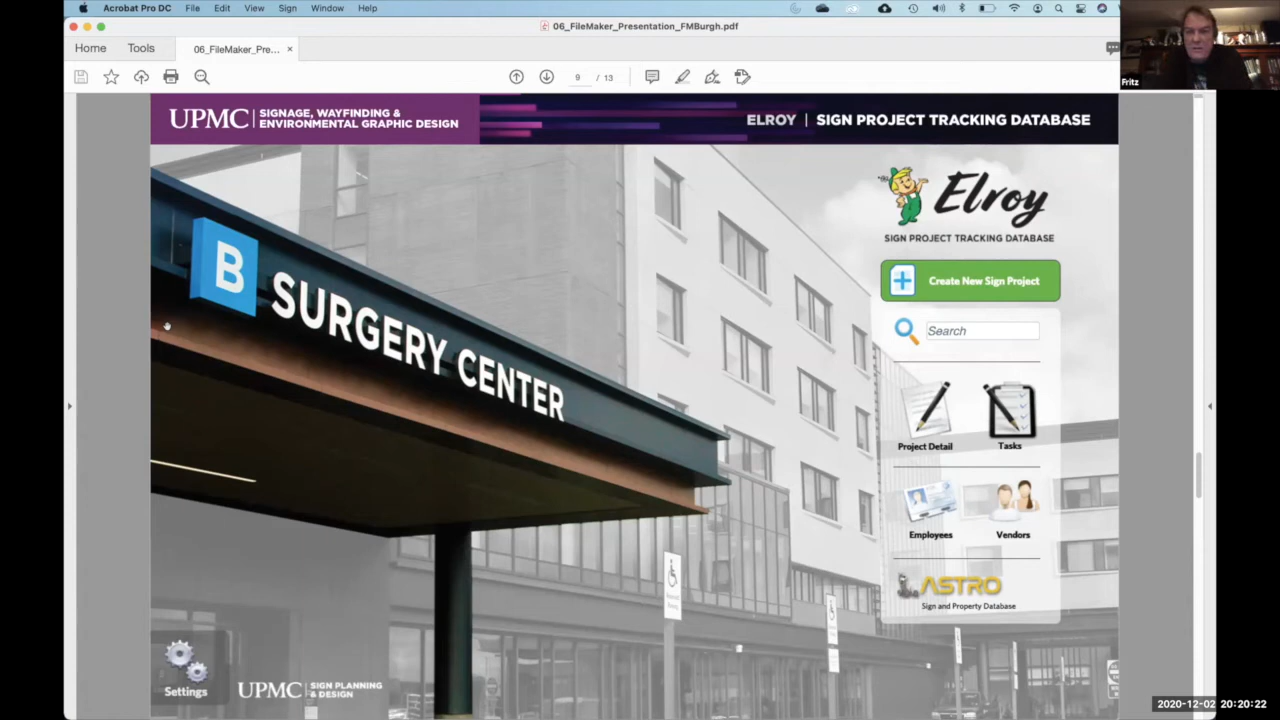 Acrobat Pro DC File Edit View Sign Window Help
06_FileMaker_Presentation_FMBurgh.pdf
Home Tools 06_FileMaker_Pre... ×
9 / 13
Fritz
UPMC SIGNAGE, WAYFINDING &
ENVIRONMENTAL GRAPHIC DESIGN
ELROY | SIGN PROJECT TRACKING DATABASE
Elroy
SIGN PROJECT TRACKING DATABASE
Create New Sign Project
Search
B SURGERY CENTER
Project Detail Tasks
Employees Vendors
ASTRO
Sign and Property Database
Settings
UPMC SIGN PLANNING
& DESIGN
2020-12-02 20:20:22